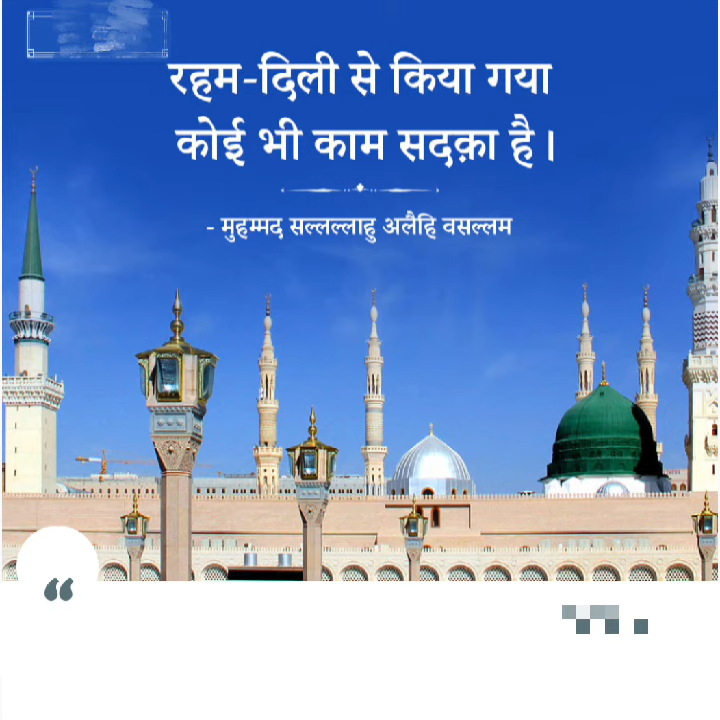 रहम-दिली से किया गया
कोई भी काम सदक़ा है।
- मुहम्मद सल्लल्लाहु अलैहि वसल्लम